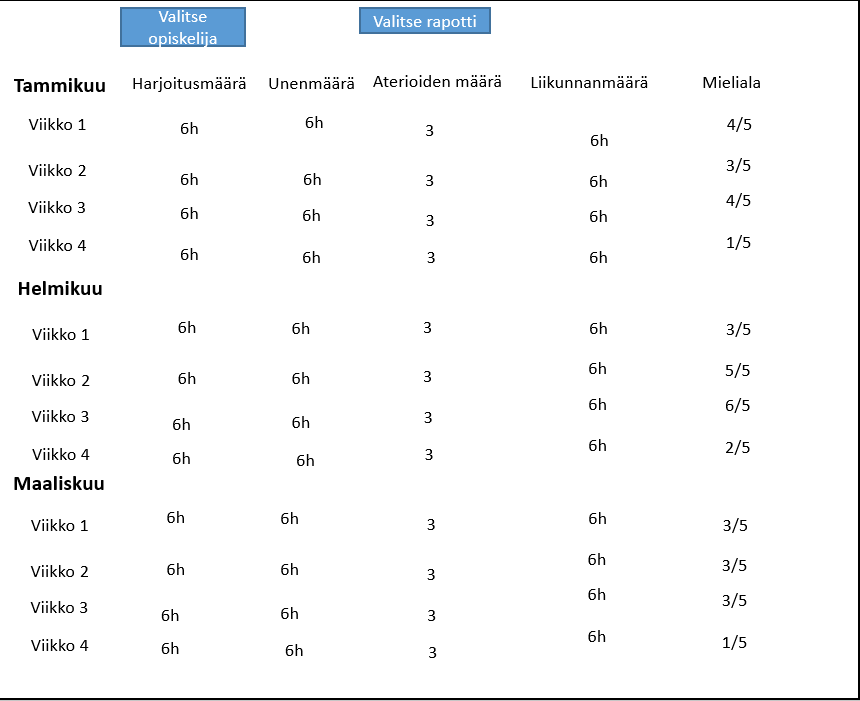 Valitse
opiskelija
Valitse rapotti
Tammikuu Harjoitusmäärä Unenmäärä Aterioiden määrä Liikunnanmäärä Mieliala
Viikko 1 6h 6h 3 6h 4/5
Viikko 2 6h 6h 3 6h 3/5
Viikko 3 6h 6h 3 6h 4/5
Viikko 4 6h 6h 3 6h 1/5
Helmikuu
Viikko 1 6h 6h 3 6h 3/5
Viikko 2 6h 6h 3 6h 5/5
Viikko 3 6h 6h 3 6h 6/5
Viikko 4 6h 6h 3 6h 2/5
Maaliskuu
Viikko 1 6h 6h 3 6h 3/5
Viikko 2 6h 6h 3 6h 3/5
Viikko 3 6h 6h 3 6h 3/5
Viikko 4 6h 6h 3 6h 1/5